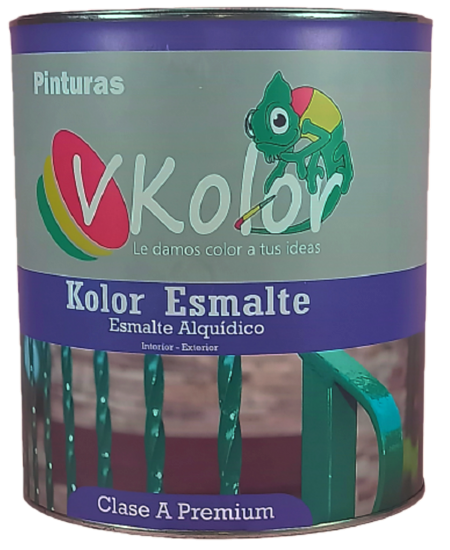 Pinturas
VKolor
Le damos color a tus ideas
Kolor Esmalte
Esmalte Alquídico
Interior - Exterior
Clase A Premium